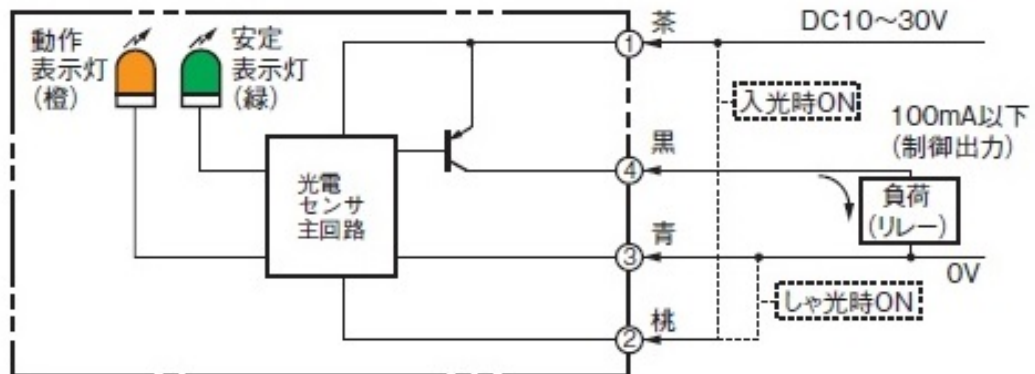 動作
表示灯
(橙)
安定
表示灯
(緑)
光電
センサ
主回路
① 茶
DC10～30V
入光時ON
100mA以下
(制御出力)
④ 黒
負荷
(リレー)
③ 青
0V
しゃ光時ON
② 桃